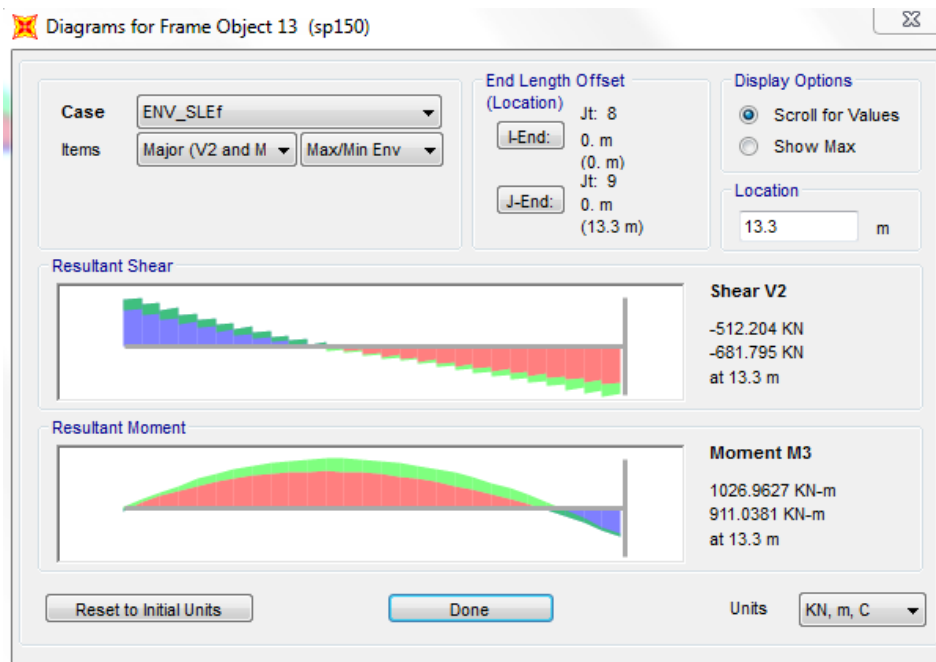 Diagrams for Frame Object 13 (sp150)
Case
ENV_SLEf
Items
Major (V2 and M
Max/Min Env
End Length Offset
(Location)
I-End:
Jt: 8
0. m
(0. m)
J-End:
Jt: 9
0. m
(13.3 m)
Display Options
Scroll for Values
Show Max
Location
13.3
m
Resultant Shear
Shear V2
-512.204 KN
-681.795 KN
at 13.3 m
Resultant Moment
Moment M3
1026.9627 KN-m
911.0381 KN-m
at 13.3 m
Reset to Initial Units
Done
Units
KN, m, C